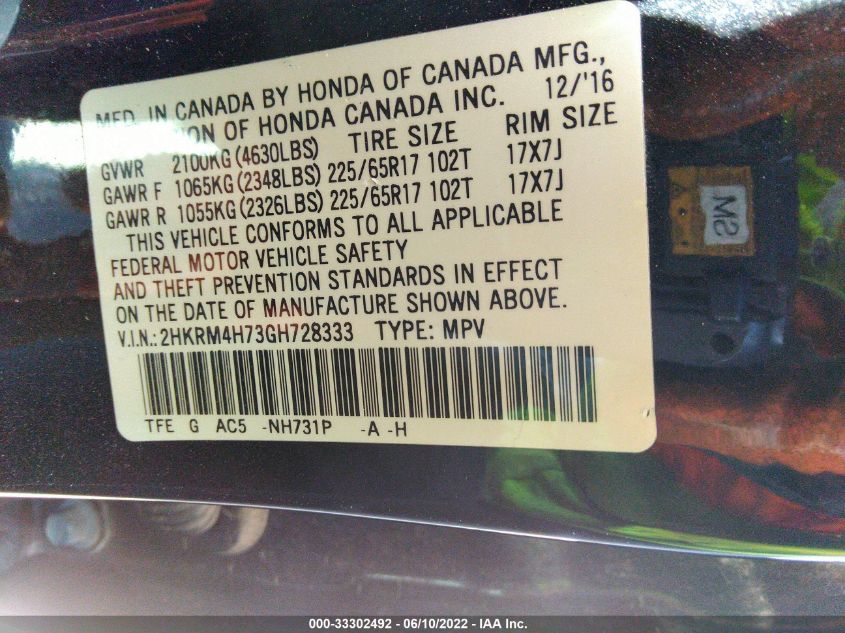 MFD. IN CANADA BY HONDA OF CANADA MFG.,
ION OF HONDA CANADA INC. 12/'16
GVWR 2100KG (4630LBS) TIRE SIZE RIM SIZE
GAWR F 1065KG (2348LBS) 225/65R17 102T 17X7J
GAWR R 1055KG (2326LBS) 225/65R17 102T 17X7J
THIS VEHICLE CONFORMS TO ALL APPLICABLE
FEDERAL MOTOR VEHICLE SAFETY
AND THEFT PREVENTION STANDARDS IN EFFECT
ON THE DATE OF MANUFACTURE SHOWN ABOVE.
V.I.N.: 2HKRM4H73GH728333 TYPE: MPV
TFE G AC5 -NH731P -A -H
SM
000-33302492 - 06/10/2022 - IAA Inc.